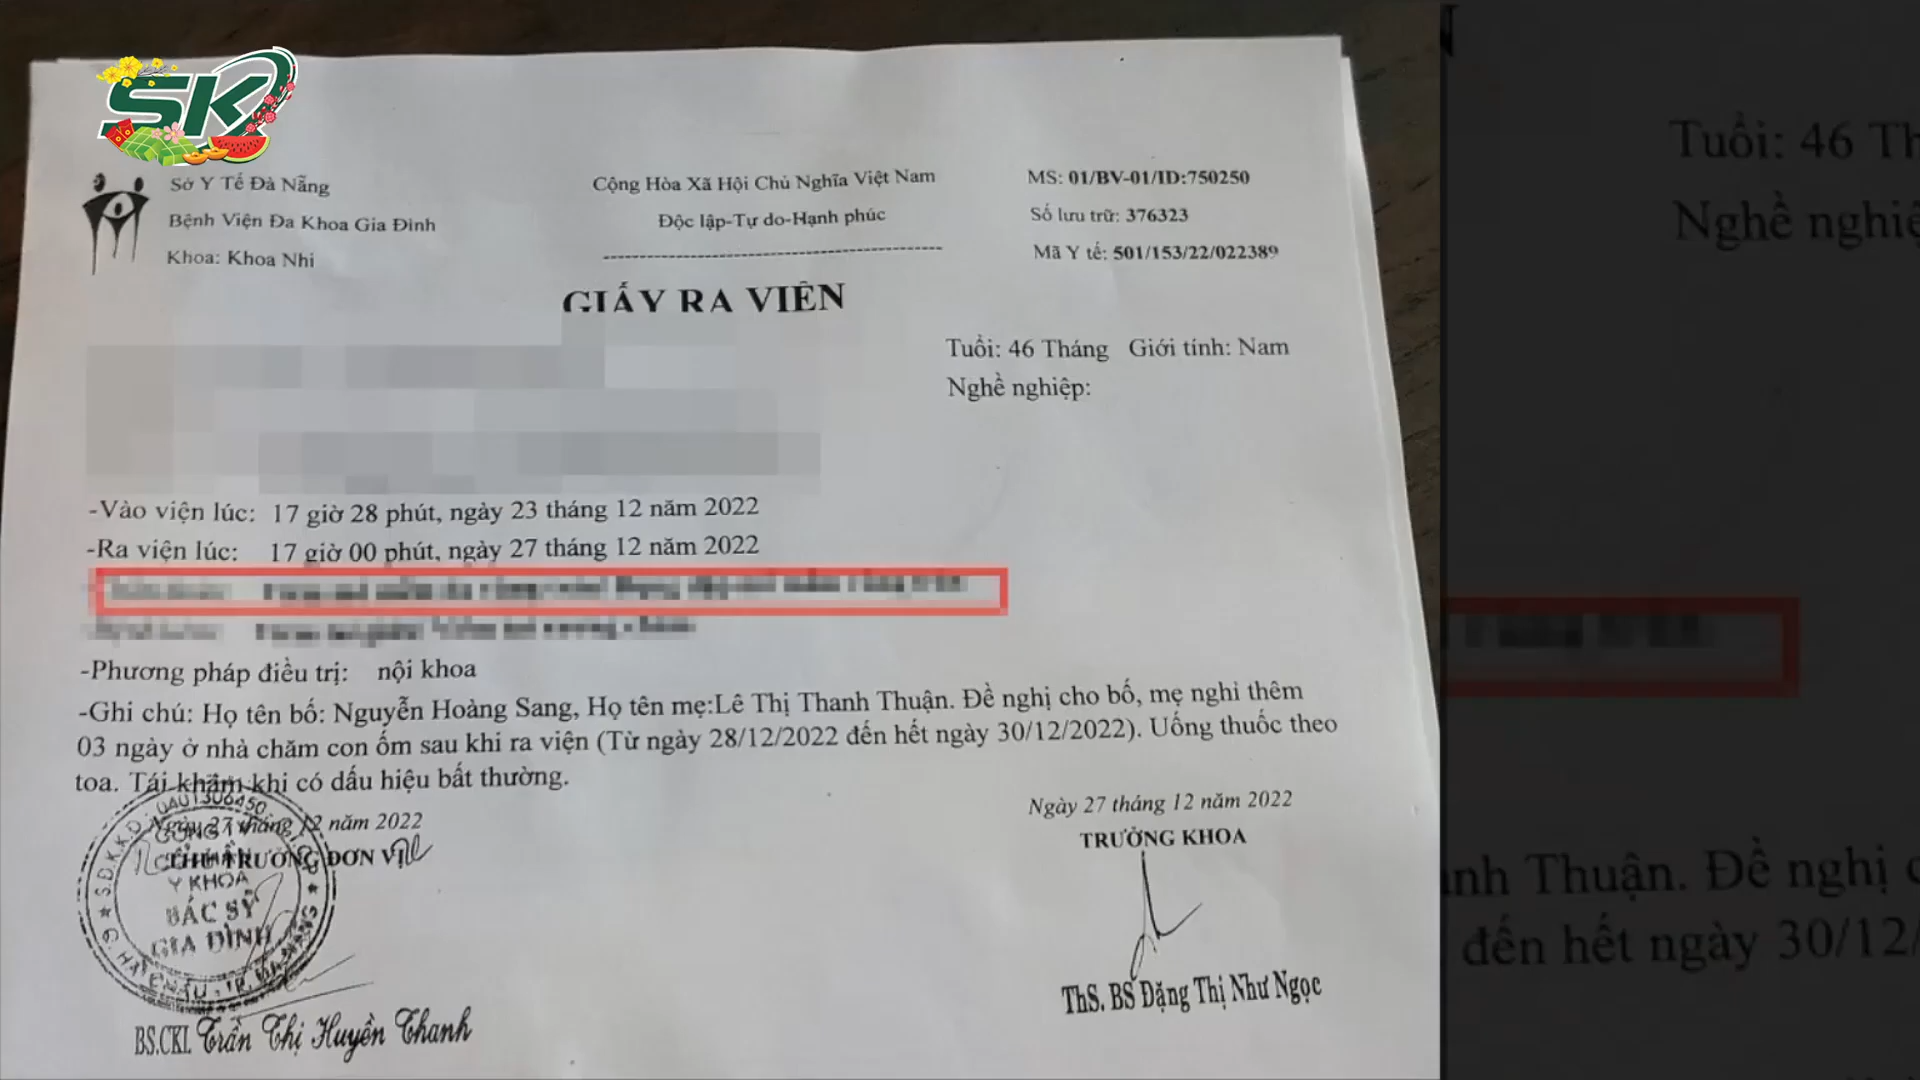 SK
Sở Y Tế Đà Nẵng
Bệnh Viện Đa Khoa Gia Đình
Khoa: Khoa Nhi
Cộng Hòa Xã Hội Chủ Nghĩa Việt Nam
Độc lập-Tự do-Hạnh phúc
MS: 01/BV-01/ID:750250
Số lưu trữ: 376323
Mã Y tế: 501/153/22/022389
GIẤY RA VIỆN
Tuổi: 46 Tháng Giới tính: Nam
Nghề nghiệp:
-Vào viện lúc: 17 giờ 28 phút, ngày 23 tháng 12 năm 2022
-Ra viện lúc: 17 giờ 00 phút, ngày 27 tháng 12 năm 2022
-Phương pháp điều trị: nội khoa
-Ghi chú: Họ tên bố: Nguyễn Hoàng Sang, Họ tên mẹ:Lê Thị Thanh Thuận. Đề nghị cho bố, mẹ nghỉ thêm
03 ngày ở nhà chăm con ốm sau khi ra viện (Từ ngày 28/12/2022 đến hết ngày 30/12/2022). Uống thuốc theo
toa. Tái khám khi có dấu hiệu bất thường.
Ngày 27 tháng 12 năm 2022
THỦ TRƯỞNG ĐƠN VỊ
S.Đ.K.K.D: 0401306450
CÔNG TY
CỔ PHẦN
Y KHOA
BÁC SỸ
GIA ĐÌNH
BS.CKI. Trần Thị Huyền Thanh
Ngày 27 tháng 12 năm 2022
TRƯỞNG KHOA
ThS. BS Đặng Thị Như Ngọc
Tuổi: 46 Th
Nghề nghiệ
anh Thuận. Đề nghị c
đến hết ngày 30/12/